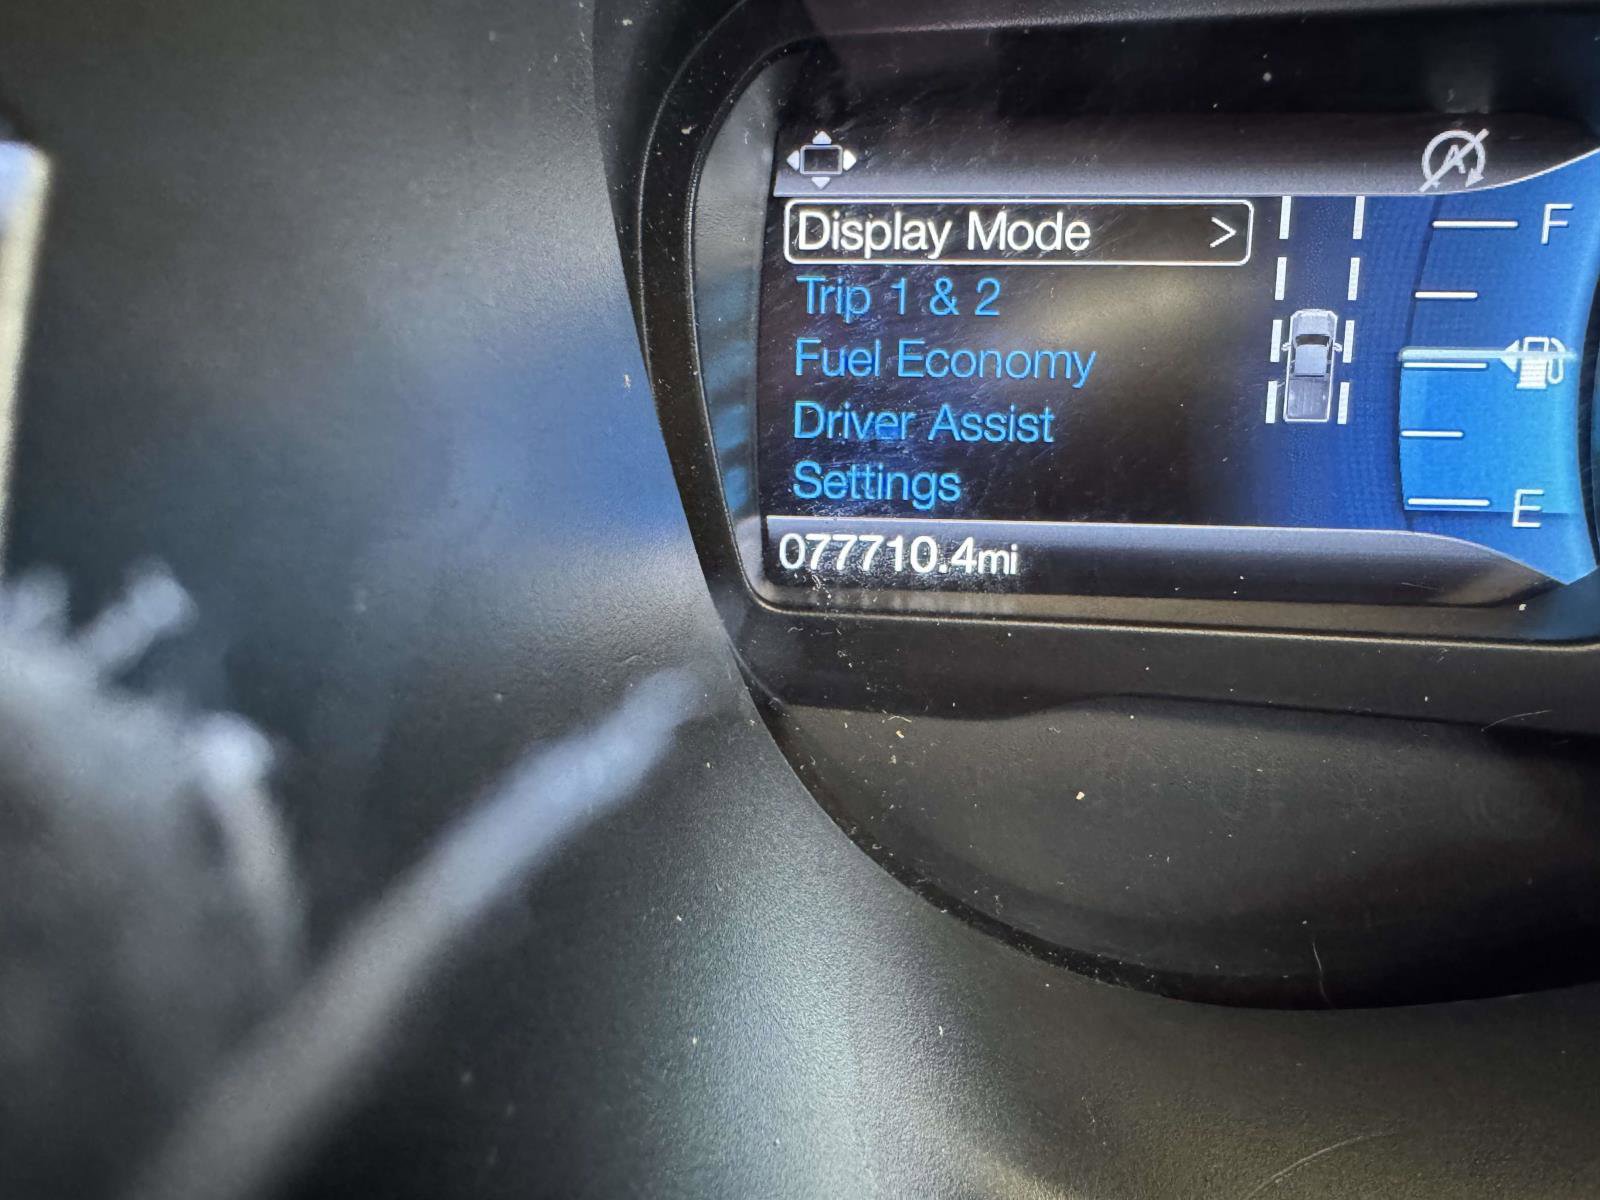 A
Display Mode >
F
Trip 1 & 2
Fuel Economy
Driver Assist
Settings
E
077710.4mi